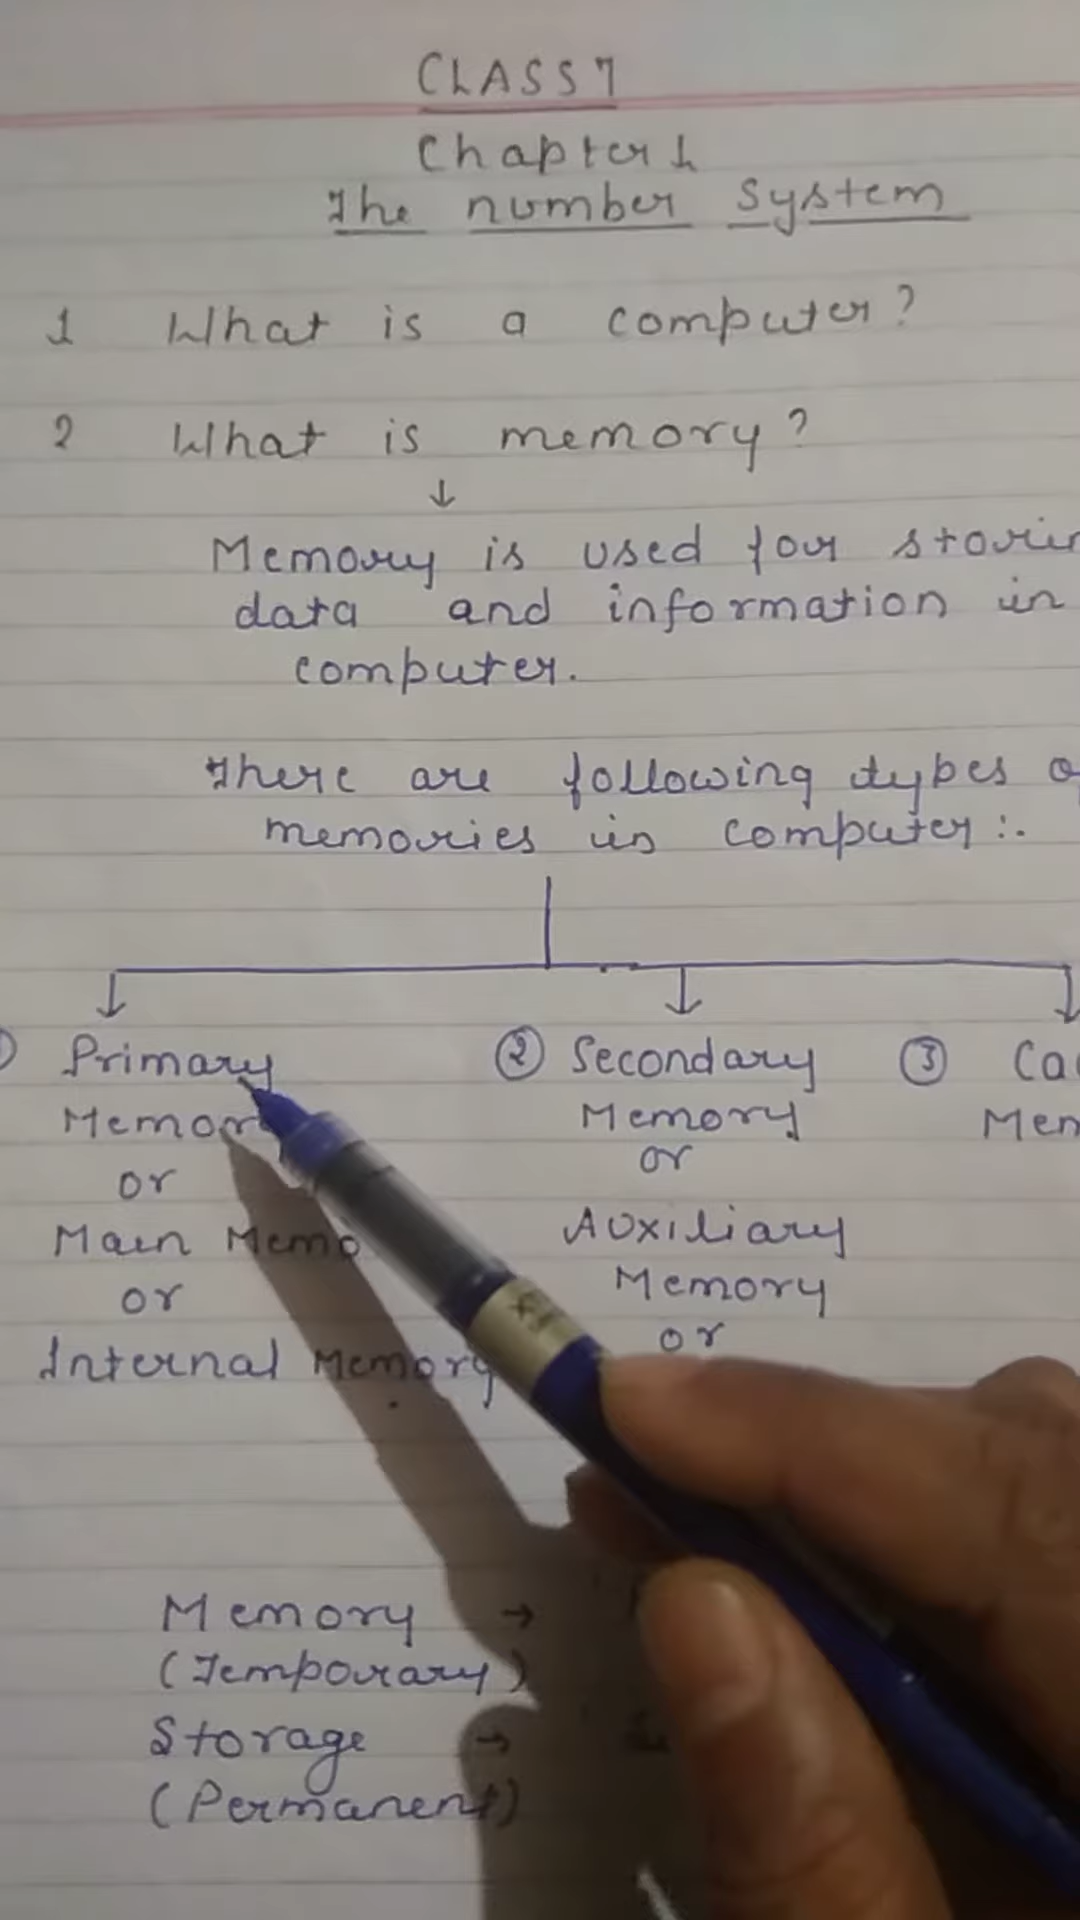 CLASS 7
Chapter 1
The number system
1 What is a computer?
2 What is memory?
↓
Memory is used for
data and information in
computer.
There are following types
memories in computer :.
Primary ② Secondary ③
Memory
or or
Main Auxiliary
Memory
or or
Internal Memory
Memory →
(Temporary)
Storage →
(Permanent)